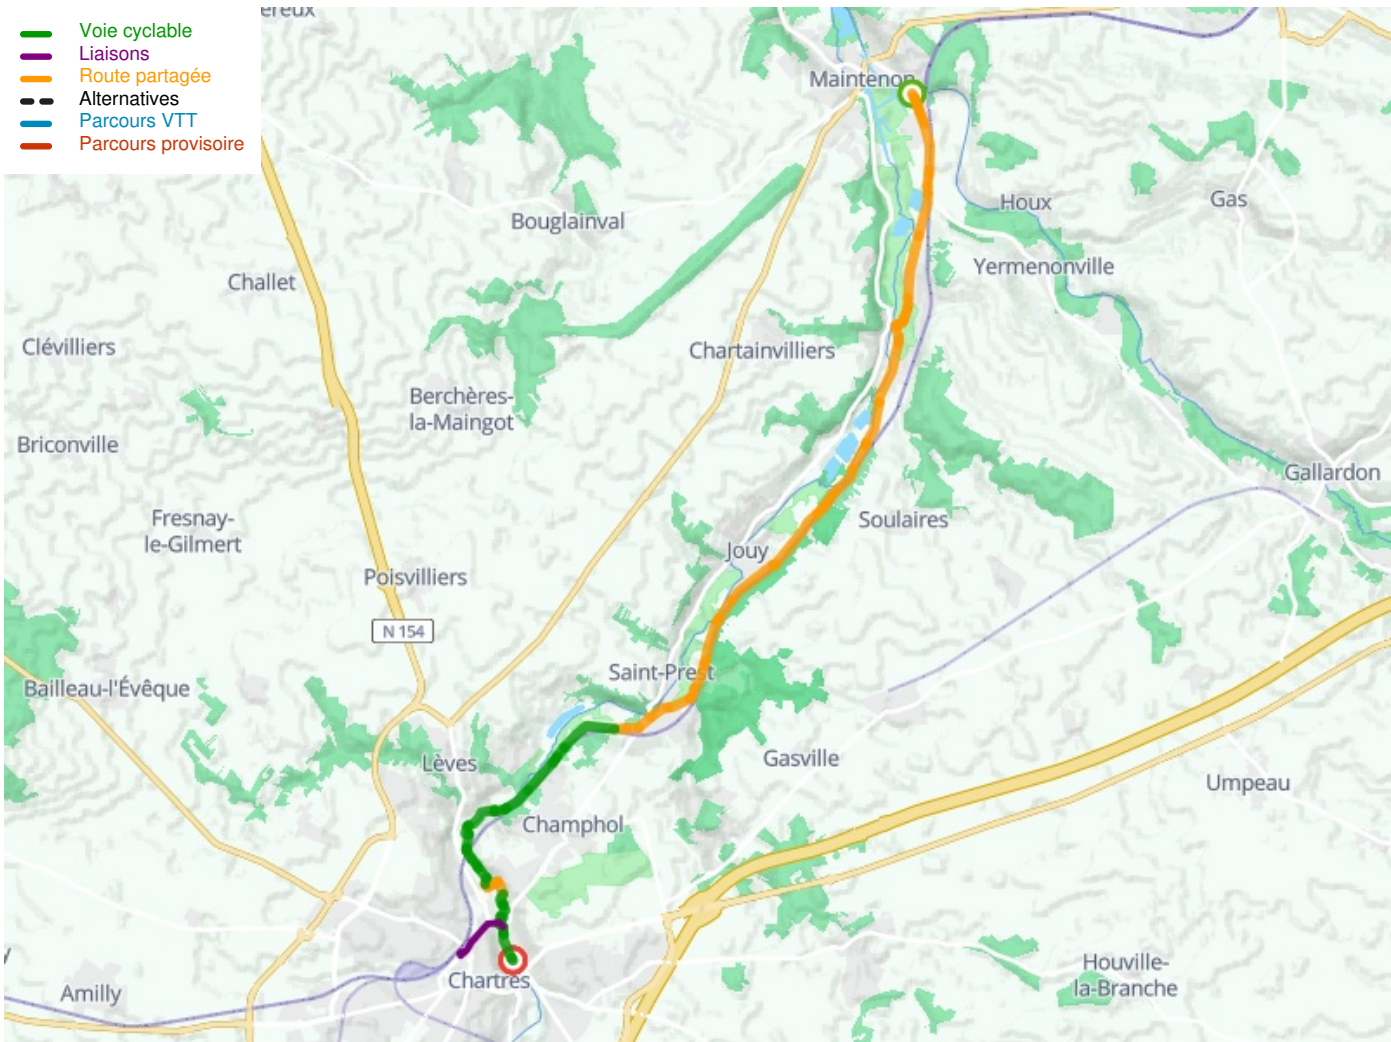 Voie cyclable
Liaisons
Route partagée
Alternatives
Parcours VTT
Parcours provisoire
Maintenon
Bouglainval
Houx
Gas
Yermenonville
Challet
Clévilliers
Chartainvilliers
Berchères-
la-Maingot
Briconville
Gallardon
Fresnay-
le-Gilmert
Soulaires
Jouy
Poisvilliers
N 154
Saint-Prest
Bailleau-l'Évêque
Gasville
Lèves
Umpeau
Champhol
Houville-
la-Branche
Chartres
Amilly